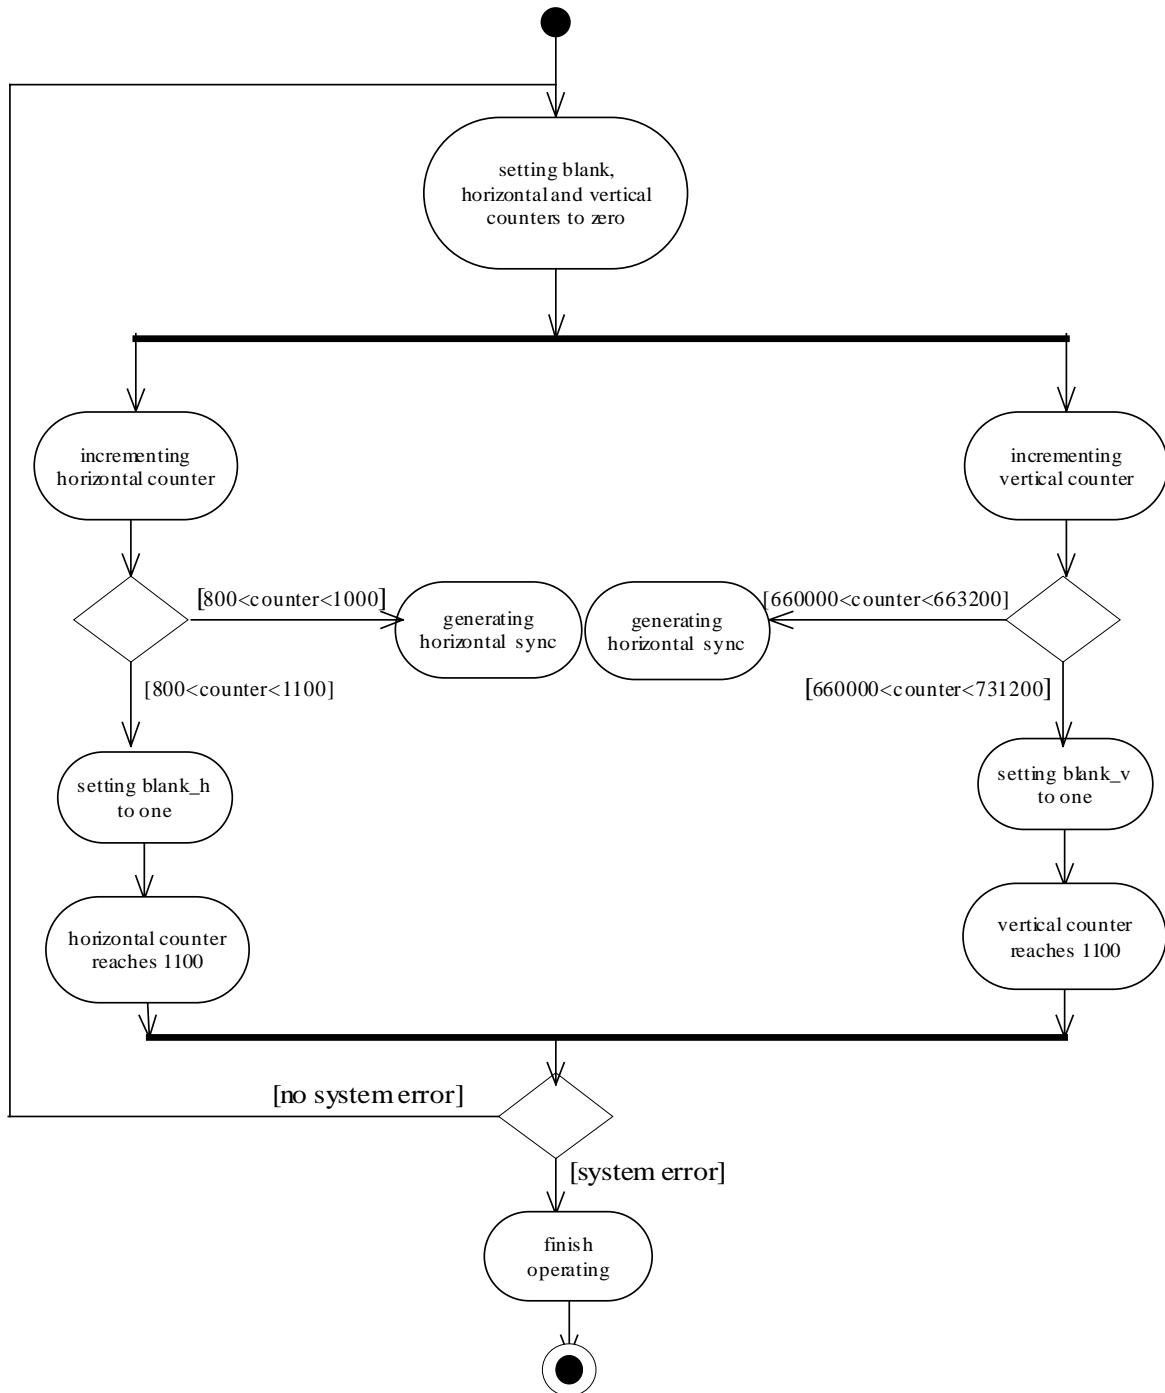 setting blank,
horizontal and vertical
counters to zero
incrementing
horizontal counter
incrementing
vertical counter
[800<counter<1000]
generating
horizontal sync
generating
horizontal sync
[660000<counter<663200]
[800<counter<1100]
[660000<counter<731200]
setting blank_h
to one
setting blank_v
to one
horizontal counter
reaches 1100
vertical counter
reaches 1100
[no system error]
[system error]
finish
operating